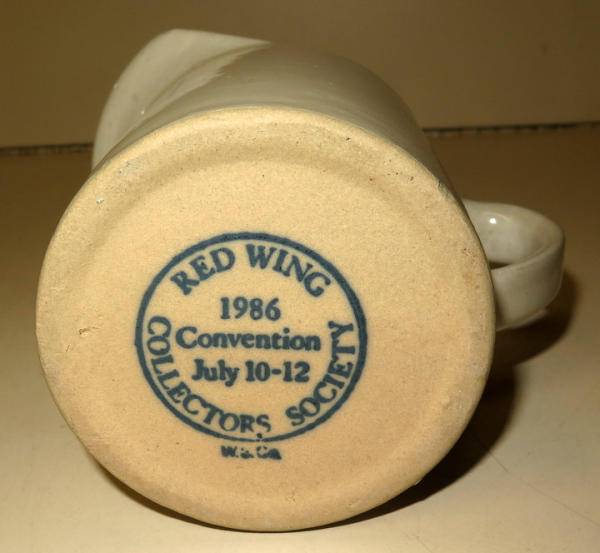 RED WING
1986
Convention
July 10-12
COLLECTORS SOCIETY